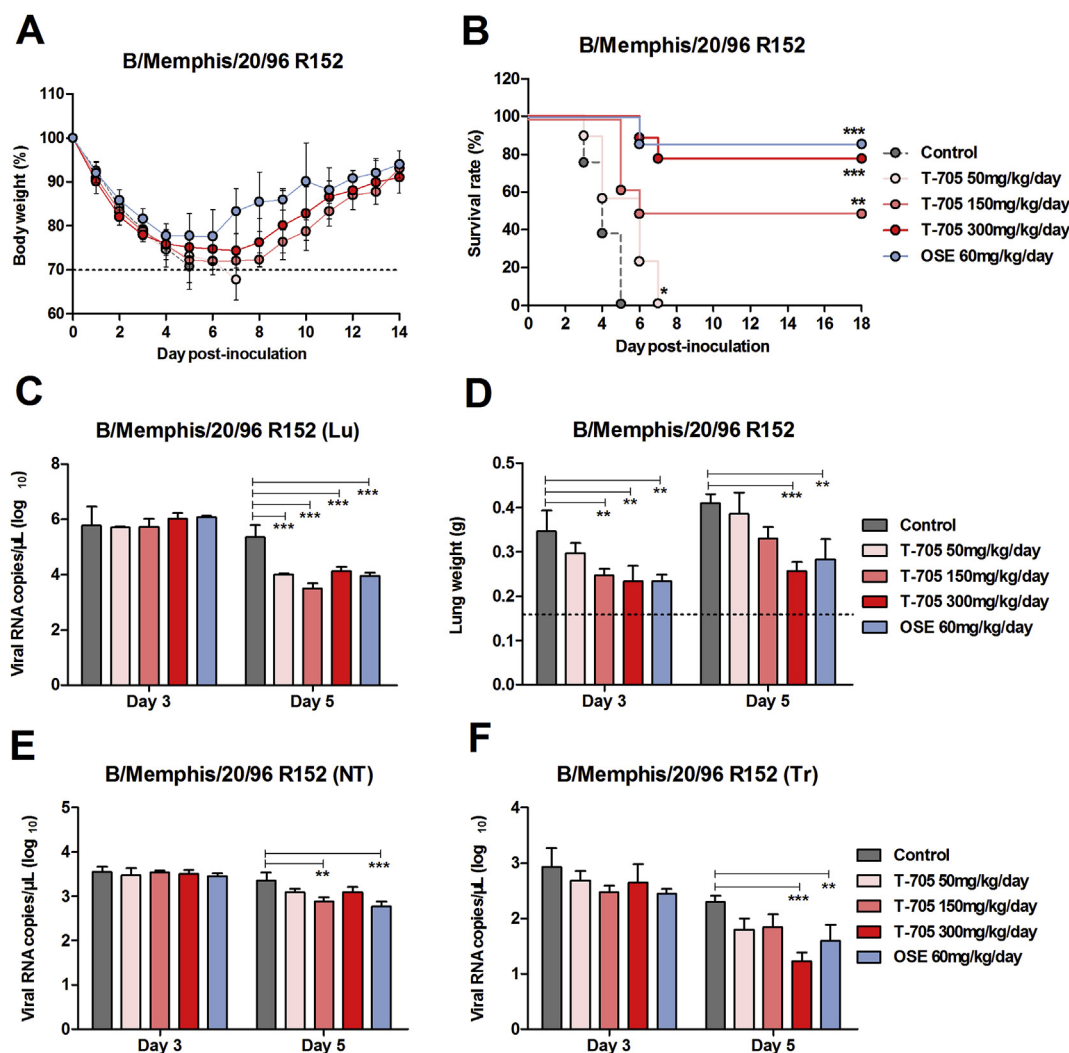 A
B/Memphis/20/96 R152
110
100
90
80
70
60
Body weight (%)
0 2 4 6 8 10 12 14
Day post-inoculation
B
B/Memphis/20/96 R152
120
100
80
60
40
20
0
Survival rate (%)
***
***
**
*
0 2 4 6 8 10 12 14 16 18
Day post-inoculation
Control
T-705 50mg/kg/day
T-705 150mg/kg/day
T-705 300mg/kg/day
OSE 60mg/kg/day
C
B/Memphis/20/96 R152 (Lu)
8
6
4
2
0
Viral RNA copies/µL (log 10)
***
***
***
***
Day 3 Day 5
D
B/Memphis/20/96 R152
0.5
0.4
0.3
0.2
0.1
0.0
Lung weight (g)
**
**
**
**
***
Day 3 Day 5
Control
T-705 50mg/kg/day
T-705 150mg/kg/day
T-705 300mg/kg/day
OSE 60mg/kg/day
E
B/Memphis/20/96 R152 (NT)
5
4
3
2
1
0
Viral RNA copies/µL (log 10)
***
**
Day 3 Day 5
F
B/Memphis/20/96 R152 (Tr)
4
3
2
1
0
Viral RNA copies/µL (log 10)
**
***
Day 3 Day 5
Control
T-705 50mg/kg/day
T-705 150mg/kg/day
T-705 300mg/kg/day
OSE 60mg/kg/day